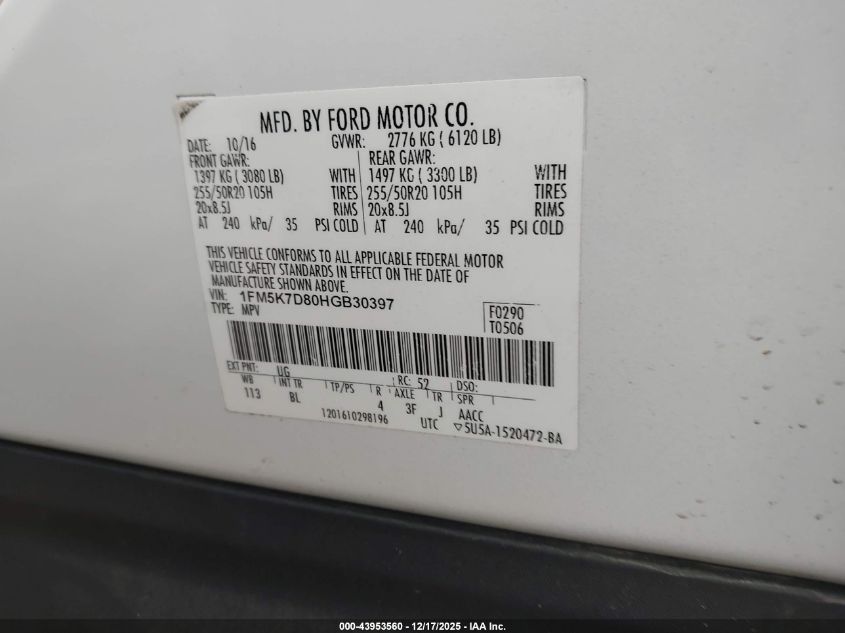 MFD. BY FORD MOTOR CO.
DATE: 10/16 GVWR: 2776 KG ( 6120 LB)
FRONT GAWR: REAR GAWR:
1397 KG ( 3080 LB) WITH 1497 KG ( 3300 LB) WITH
255/50R20 105H TIRES 255/50R20 105H TIRES
20x8.5J RIMS 20x8.5J RIMS
AT 240 kPa/ 35 PSI COLD AT 240 kPa/ 35 PSI COLD
THIS VEHICLE CONFORMS TO ALL APPLICABLE FEDERAL MOTOR
VEHICLE SAFETY STANDARDS IN EFFECT ON THE DATE OF
MANUFACTURE SHOWN ABOVE.
VIN: 1FM5K7D80HGB30397
TYPE: MPV
F0290
T0506
EXT PNT: UG RC: 52 DSO:
WB INT TR TP/PS R AXLE TR SPR
113 BL 4 3F J AACC
1201610298196 UTC ▽5U5A-1520472-BA
000-43953560 - 12/17/2025 - IAA Inc.